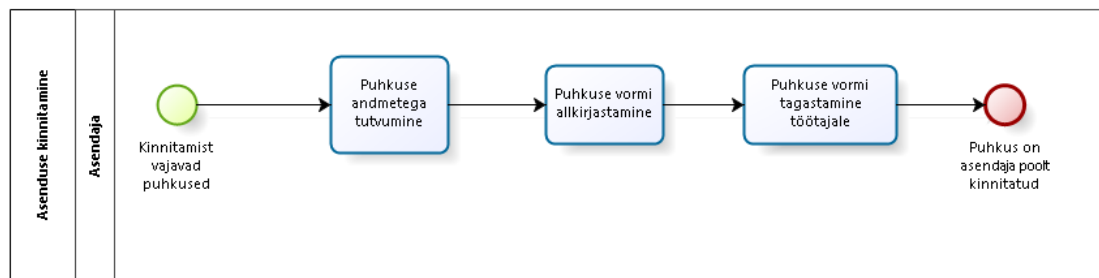 Asenduse kinnitamine
Asendaja
Kinnitamist
vajavad
puhkused
Puhkuse
andmetega
tutvumine
Puhkuse vormi
allkirjastamine
Puhkuse vormi
tagastamine
töötajale
Puhkus on
asendaja poolt
kinnitatud